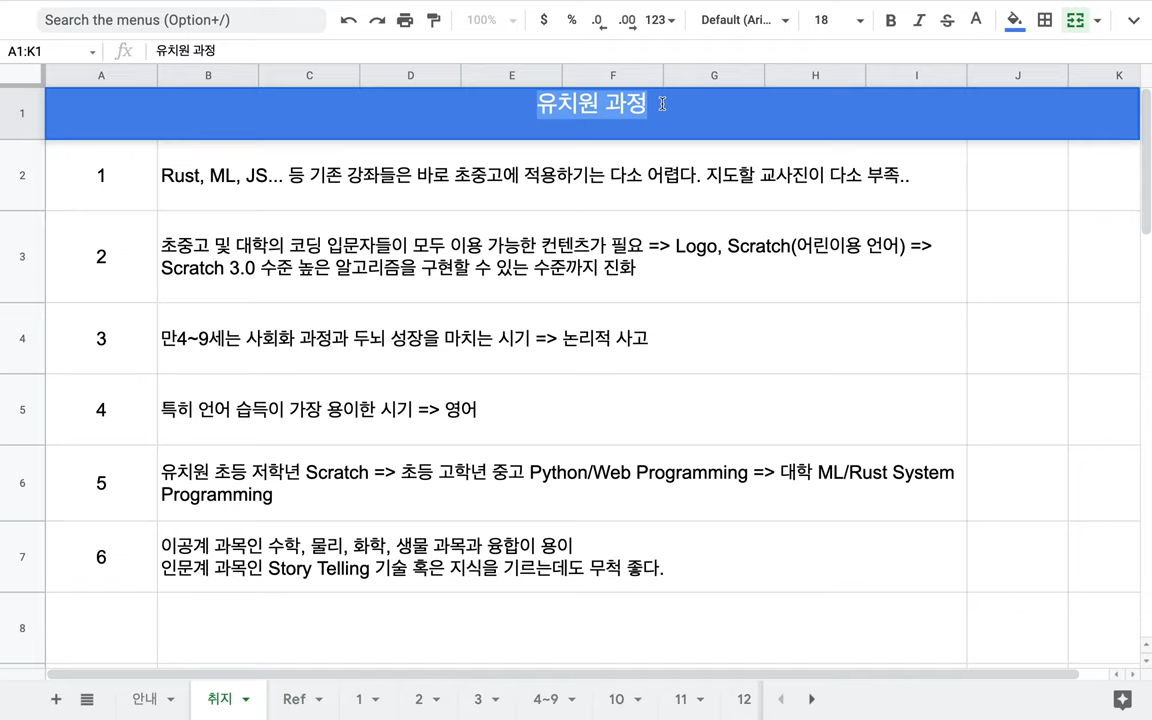 Search the menus (Option+/)
100%
$ % .0 .00 123
Default (Ari...
18
B I S A
A1:K1
fx 유치원 과정
A B C D E F G H I J K
1 유치원 과정
2 1 Rust, ML, JS... 등 기존 강좌들은 바로 초중고에 적용하기는 다소 어렵다. 지도할 교사진이 다소 부족..
3 2 초중고 및 대학의 코딩 입문자들이 모두 이용 가능한 컨텐츠가 필요 => Logo, Scratch(어린이용 언어) =>
Scratch 3.0 수준 높은 알고리즘을 구현할 수 있는 수준까지 진화
4 3 만4~9세는 사회화 과정과 두뇌 성장을 마치는 시기 => 논리적 사고
5 4 특히 언어 습득이 가장 용이한 시기 => 영어
6 5 유치원 초등 저학년 Scratch => 초등 고학년 중고 Python/Web Programming => 대학 ML/Rust System
Programming
7 6 이공계 과목인 수학, 물리, 화학, 생물 과목과 융합이 용이
인문계 과목인 Story Telling 기술 혹은 지식을 기르는데도 무척 좋다.
8
+ 안내 취지 Ref 1 2 3 4~9 10 11 12